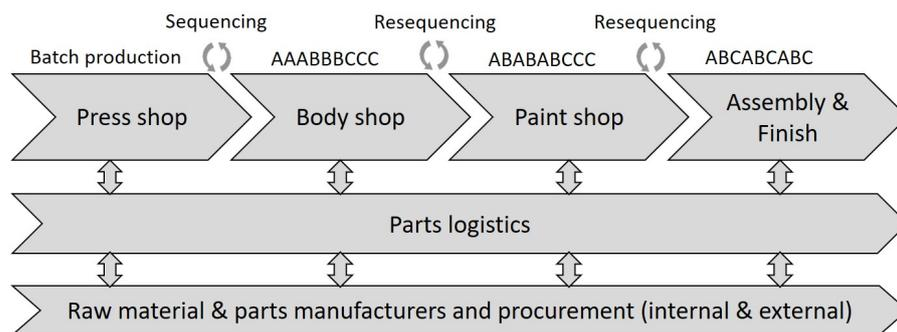 Sequencing
Resequencing
Resequencing
Batch production
AAABBBCCC
ABABABCCC
ABCABCABC
Press shop
Body shop
Paint shop
Assembly &
Finish
Parts logistics
Raw material & parts manufacturers and procurement (internal & external)